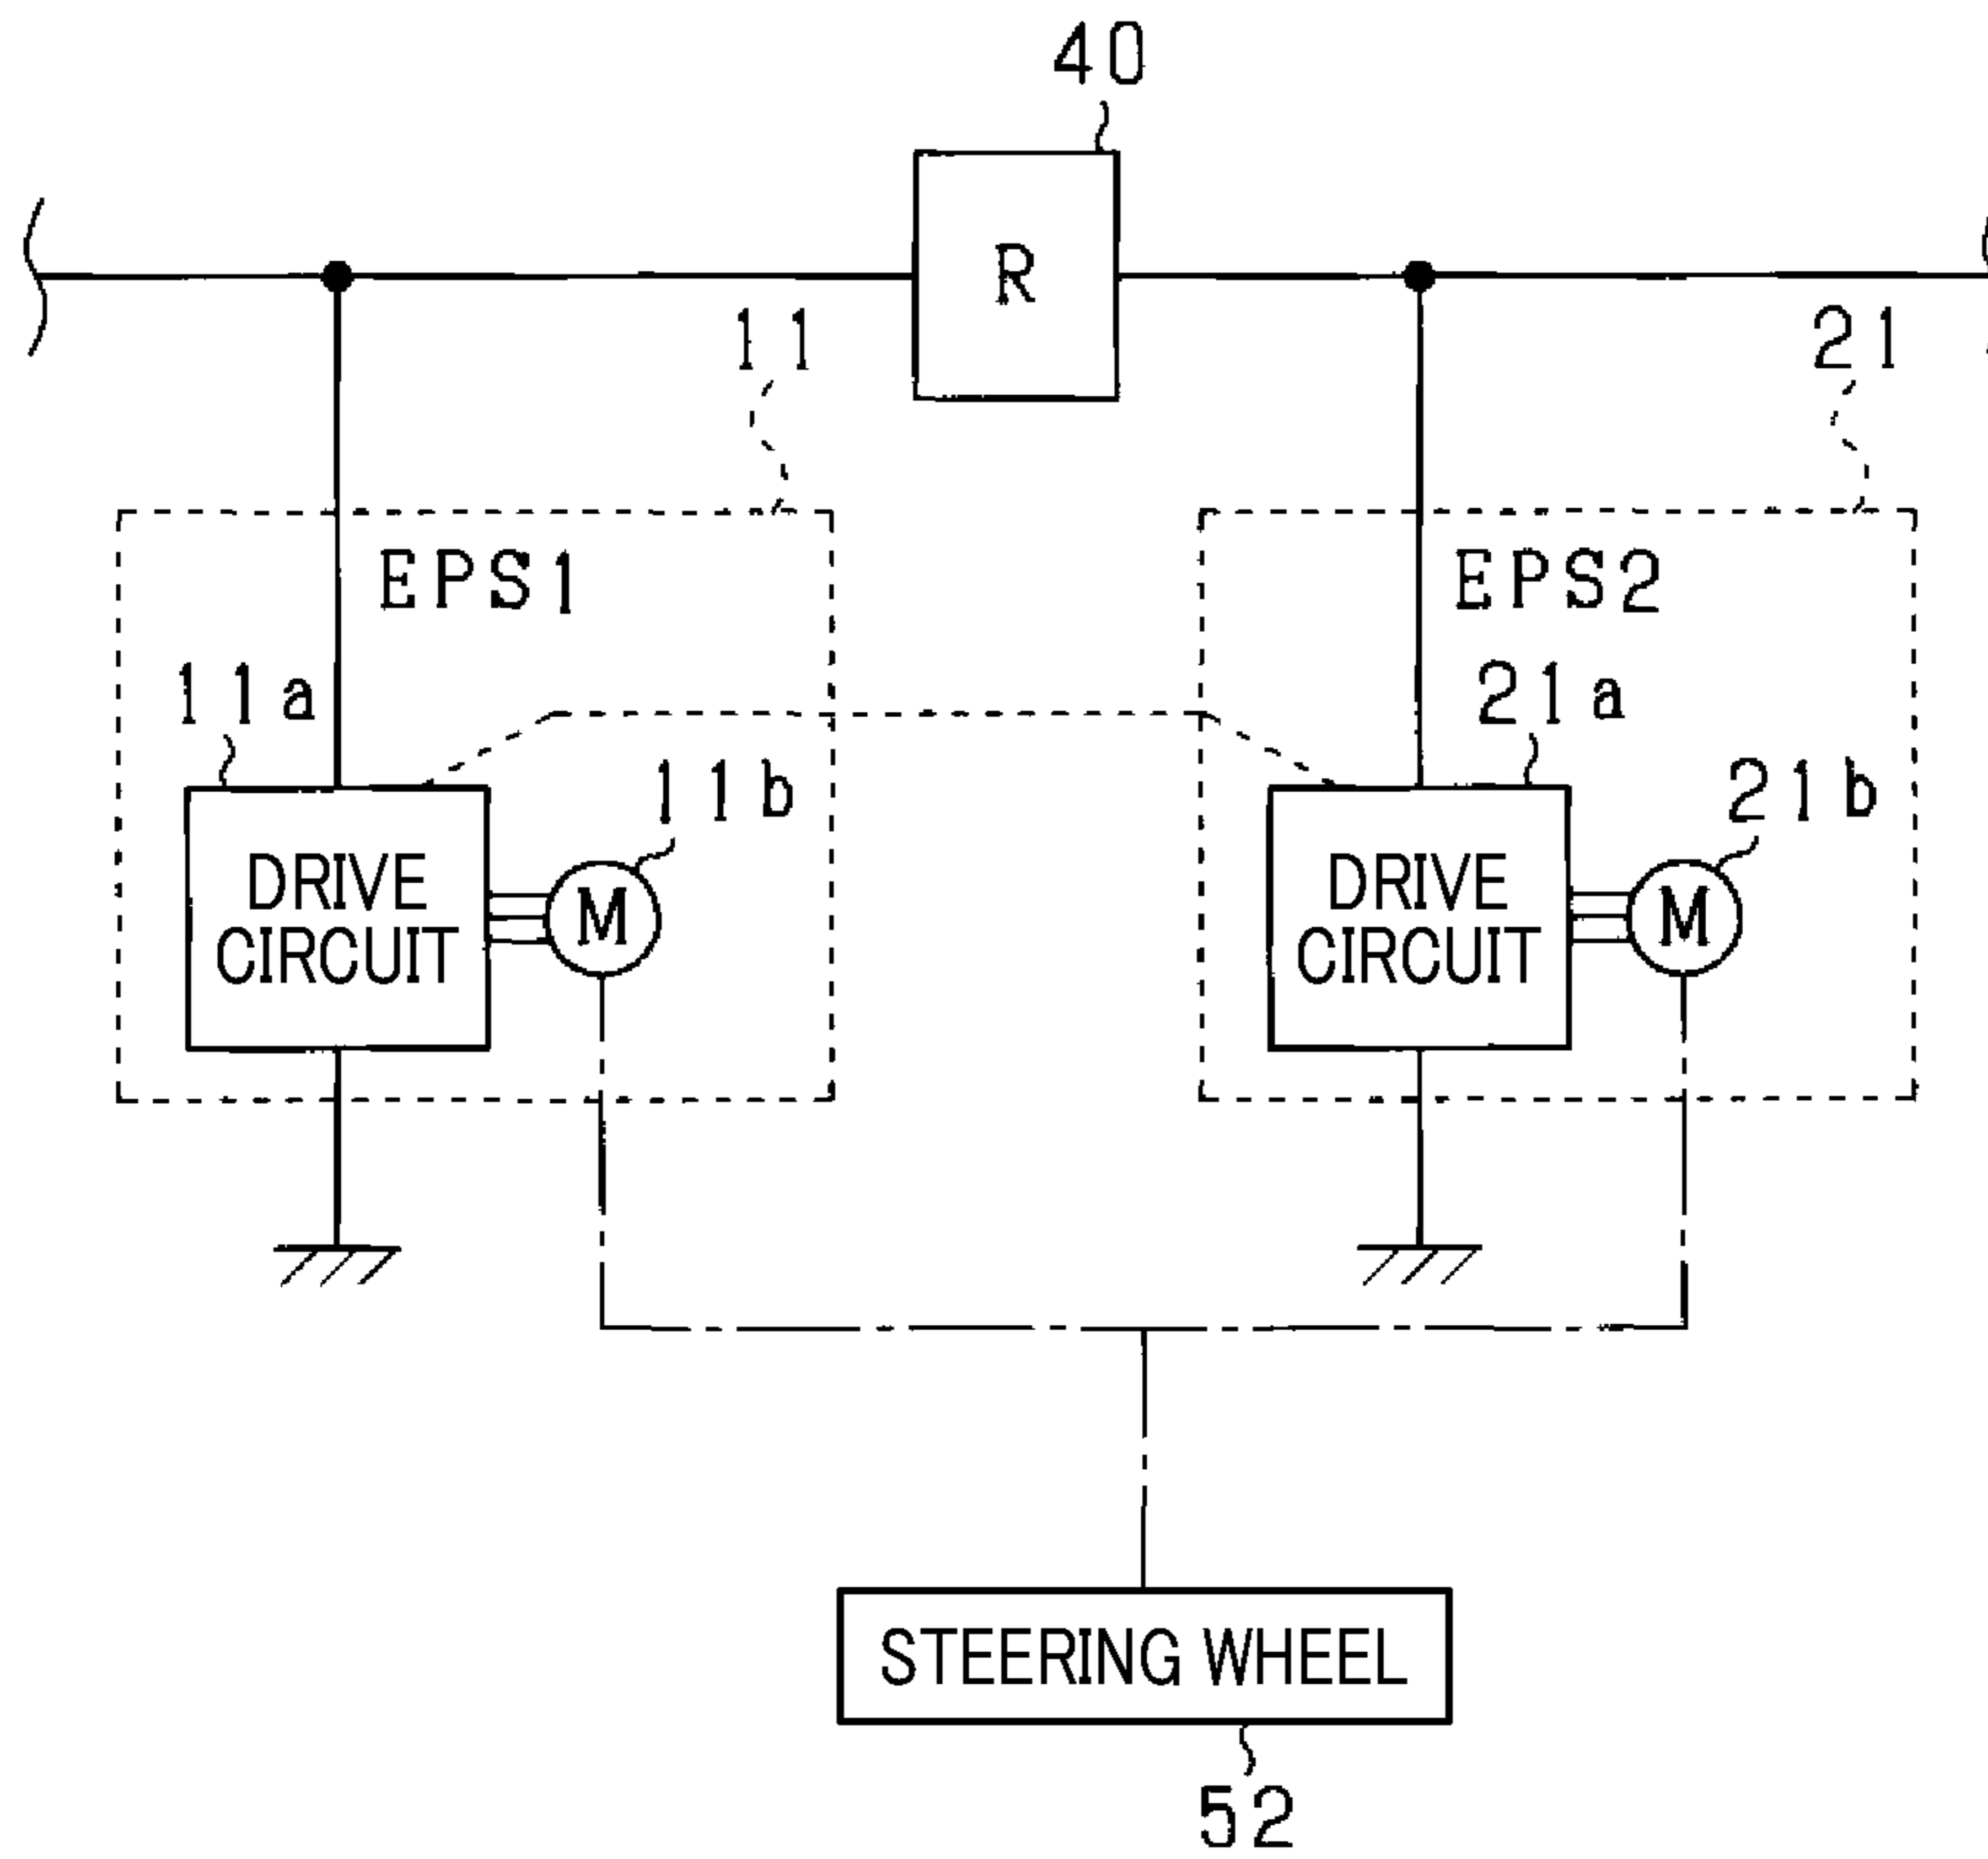 40
R
11
21
EPS1
EPS2
11a
21a
11b
21b
DRIVE
CIRCUIT
M
DRIVE
CIRCUIT
M
STEERING WHEEL
52